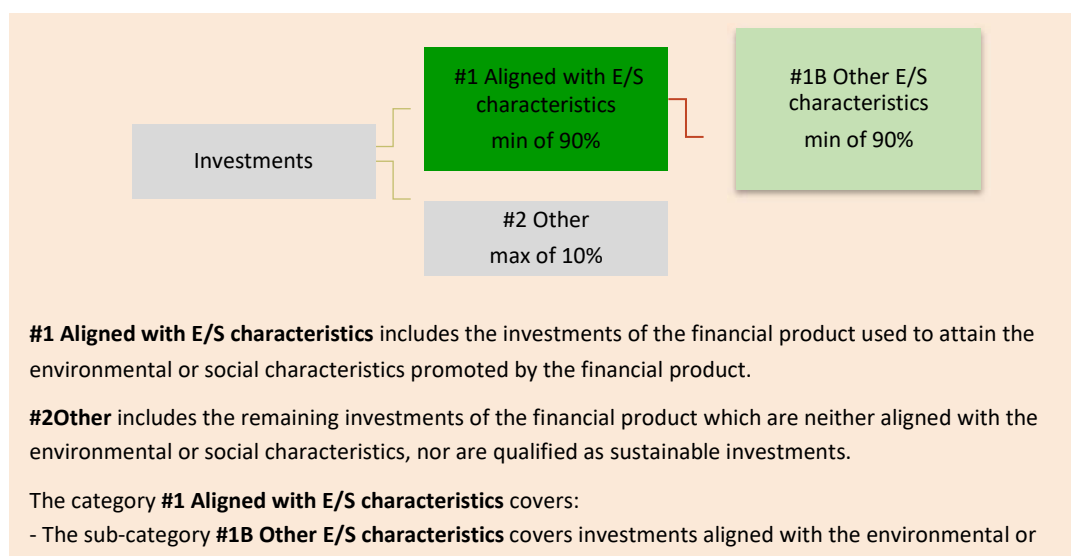 #1 Aligned with E/S
characteristics
min of 90%
#1B Other E/S
characteristics
min of 90%
Investments
#2 Other
max of 10%
#1 Aligned with E/S characteristics includes the investments of the financial product used to attain the
environmental or social characteristics promoted by the financial product.
#2Other includes the remaining investments of the financial product which are neither aligned with the
environmental or social characteristics, nor are qualified as sustainable investments.
The category #1 Aligned with E/S characteristics covers:
- The sub-category #1B Other E/S characteristics covers investments aligned with the environmental or